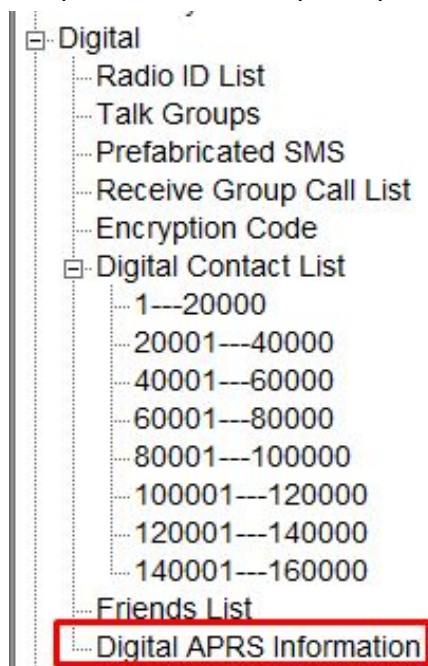 Digital
Radio ID List
Talk Groups
Prefabricated SMS
Receive Group Call List
Encryption Code
Digital Contact List
1---20000
20001---40000
40001---60000
60001---80000
80001---100000
100001---120000
120001---140000
140001---160000
Friends List
Digital APRS Information